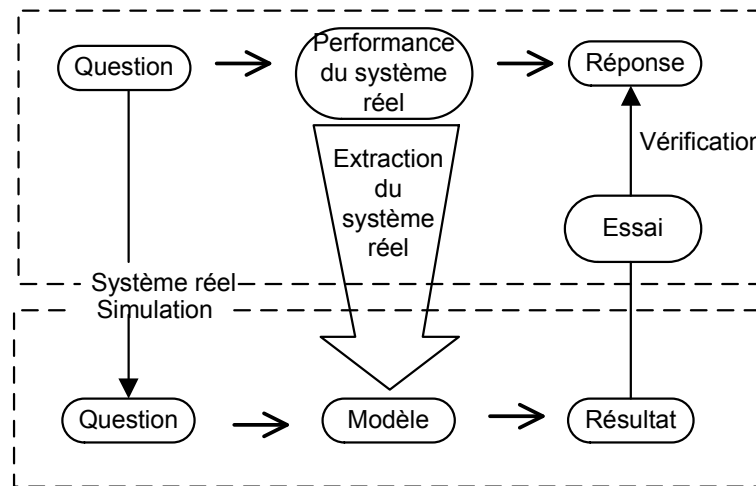 Question
Performance
du système
réel
Réponse
Vérification
Extraction
du
système
réel
Essai
Système réel
Simulation
Question
Modèle
Résultat